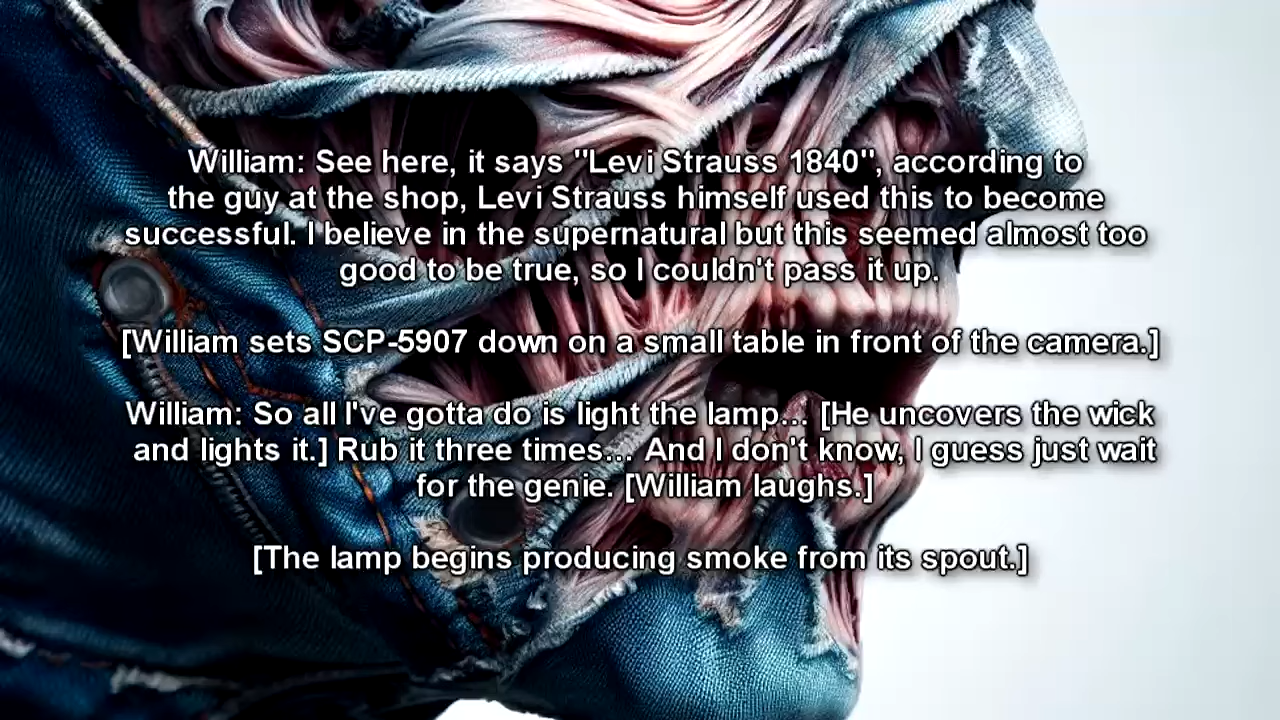 William: See here, it says "Levi Strauss 1840", according to
the guy at the shop, Levi Strauss himself used this to become
successful. I believe in the supernatural but this seemed almost too
good to be true, so I couldn't pass it up.
[William sets SCP-5907 down on a small table in front of the camera.]
William: So all I've gotta do is light the lamp... [He uncovers the wick
and lights it.] Rub it three times... And I don't know, I guess just wait
for the genie. [William laughs.]
[The lamp begins producing smoke from its spout.]